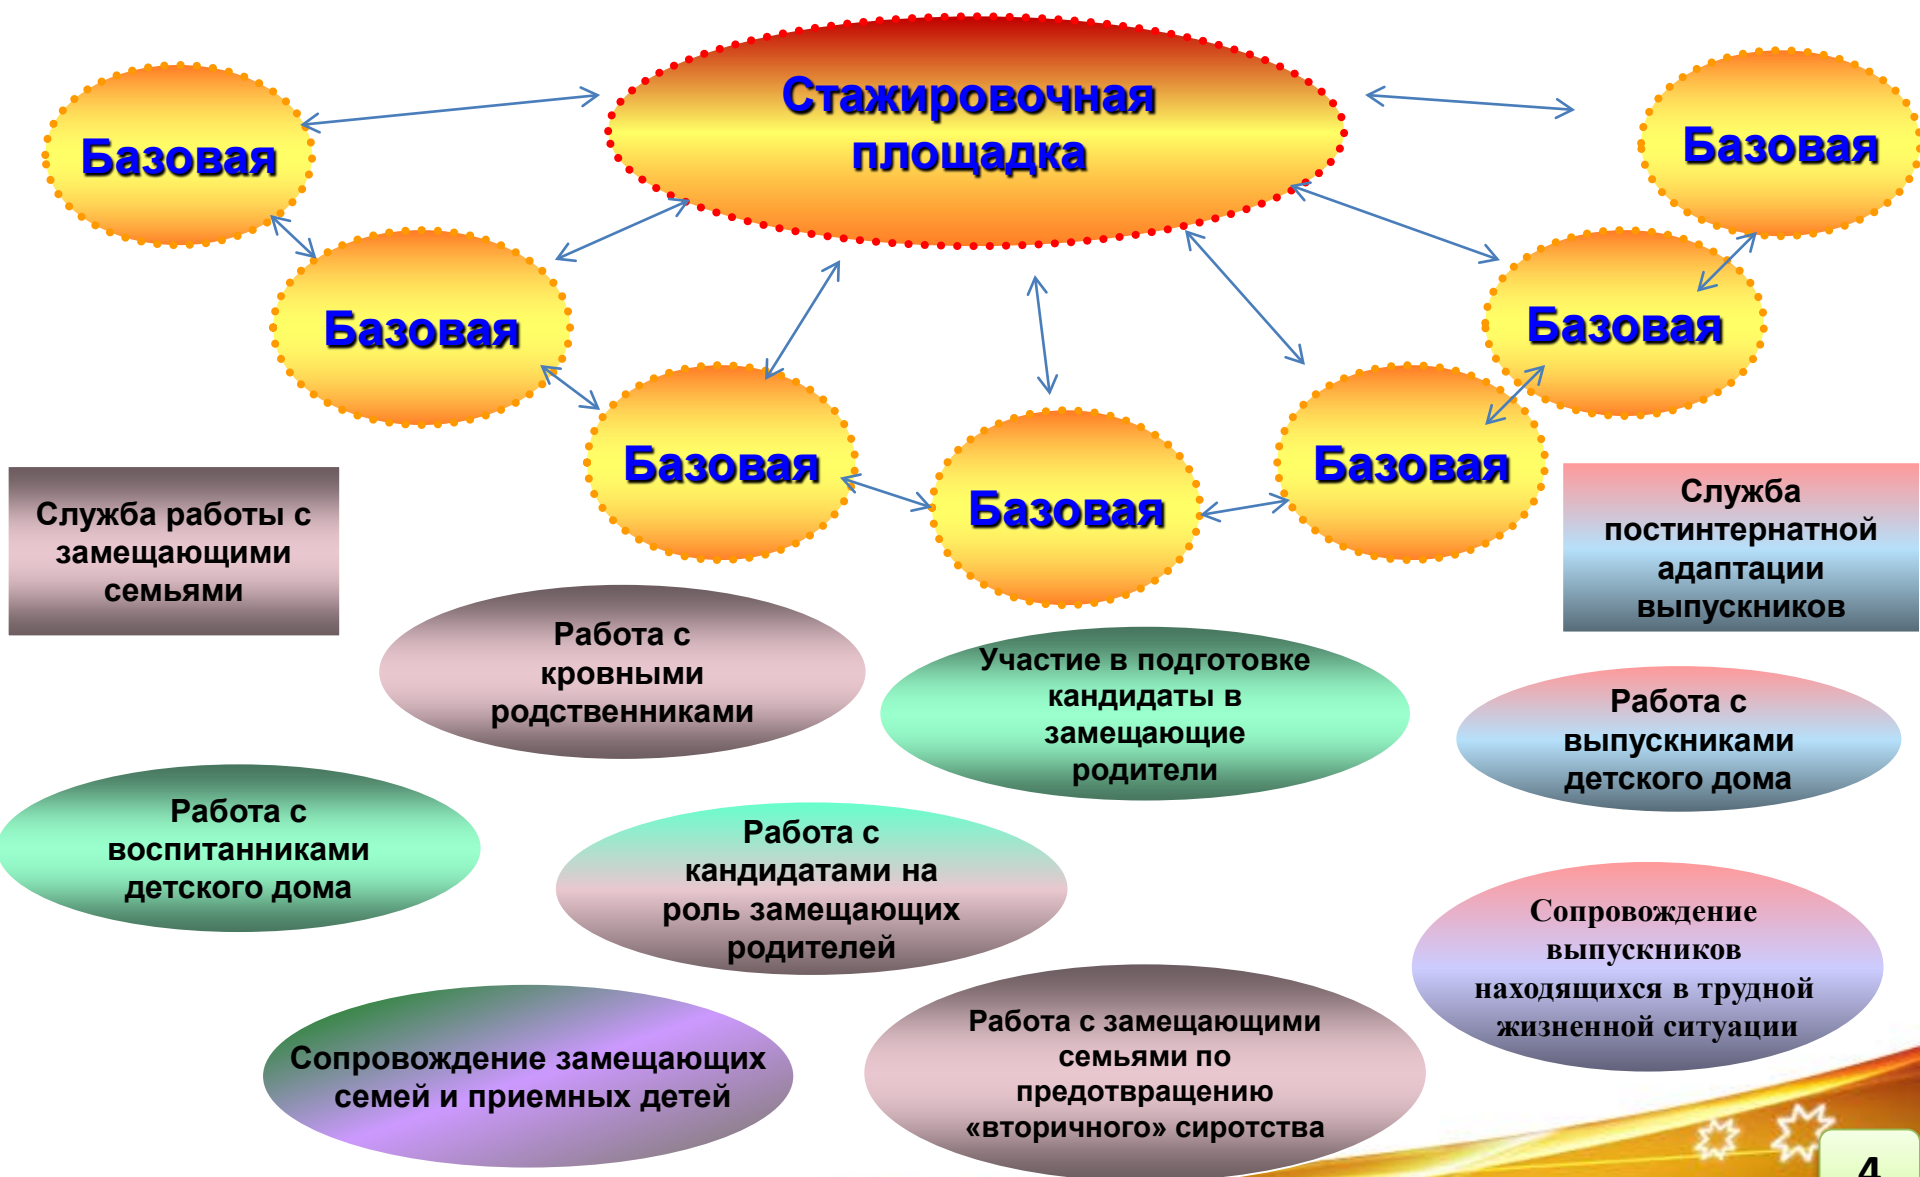 Стажировочная
площадка
Базовая
Базовая
Базовая
Базовая
Базовая
Базовая
Базовая
Служба работы с
замещающими
семьями
Служба
постинтернатной
адаптации
выпускников
Работа с
кровными
родственниками
Участие в подготовке
кандидаты в
замещающие
родители
Работа с
выпускниками
детского дома
Работа с
воспитанниками
детского дома
Работа с
кандидатами на
роль замещающих
родителей
Сопровождение
выпускников
находящихся в трудной
жизненной ситуации
Сопровождение замещающих
семей и приемных детей
Работа с замещающими
семьями по
предотвращению
«вторичного» сиротства
4